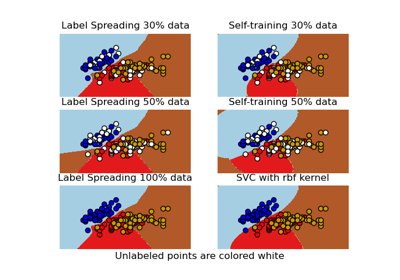 Label Spreading 30% data
Self-training 30% data
Label Spreading 50% data
Self-training 50% data
Label Spreading 100% data
SVC with rbf kernel
Unlabeled points are colored white